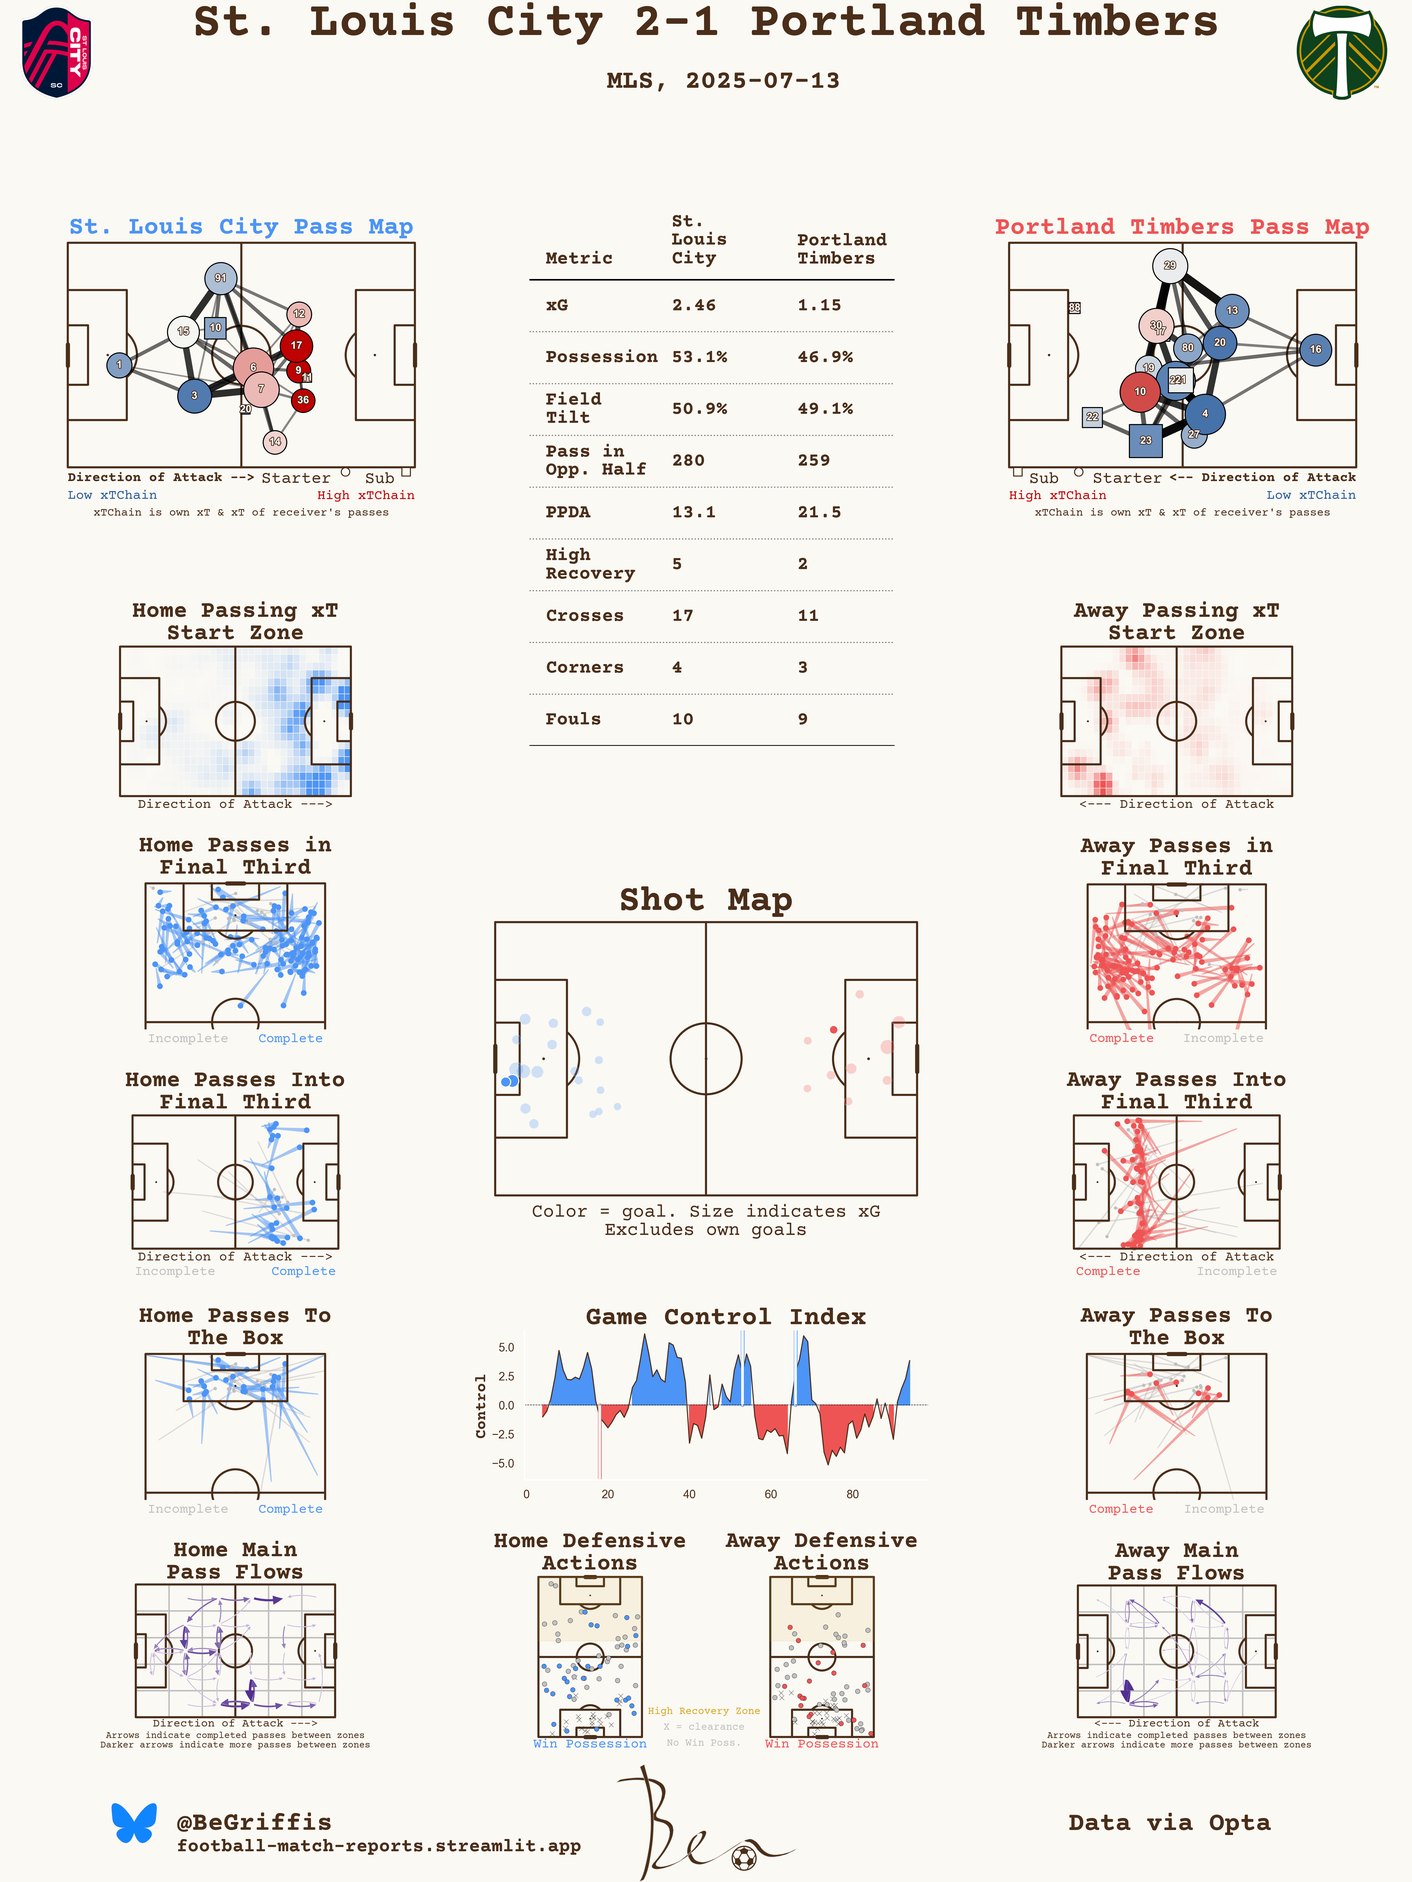 St. Louis City 2-1 Portland Timbers
MLS, 2025-07-13
ST LOUIS
CITY
SC
St. Louis City Pass Map
91
12
15
10
17
1
6
9
11
7
3
36
20
14
Direction of Attack --> Starter Sub
Low xTChain High xTChain
xTChain is own xT & xT of receiver's passes
Metric St. Louis City Portland Timbers
xG 2.46 1.15
Possession 53.1% 46.9%
Field Tilt 50.9% 49.1%
Pass in Opp. Half 280 259
PPDA 13.1 21.5
High Recovery 5 2
Crosses 17 11
Corners 4 3
Fouls 10 9
Portland Timbers Pass Map
29
88
13
30
17
20
80
16
19
10
22
4
27
23
Sub Starter <-- Direction of Attack
High xTChain Low xTChain
xTChain is own xT & xT of receiver's passes
Home Passing xT
Start Zone
Direction of Attack --->
Away Passing xT
Start Zone
<--- Direction of Attack
Home Passes in
Final Third
Incomplete Complete
Away Passes in
Final Third
Complete Incomplete
Shot Map
Color = goal. Size indicates xG
Excludes own goals
Home Passes Into
Final Third
Direction of Attack --->
Incomplete Complete
Away Passes Into
Final Third
<--- Direction of Attack
Complete Incomplete
Home Passes To
The Box
Incomplete Complete
Game Control Index
Control
5.0
2.5
0.0
−2.5
−5.0
0 20 40 60 80
Away Passes To
The Box
Complete Incomplete
Home Main
Pass Flows
Direction of Attack --->
Arrows indicate completed passes between zones
Darker arrows indicate more passes between zones
Home Defensive
Actions
Win Possession
High Recovery Zone
X = clearance
No Win Poss.
Away Defensive
Actions
Win Possession
Away Main
Pass Flows
<--- Direction of Attack
Arrows indicate completed passes between zones
Darker arrows indicate more passes between zones
@BeGriffis
football-match-reports.streamlit.app
Ben
Data via Opta